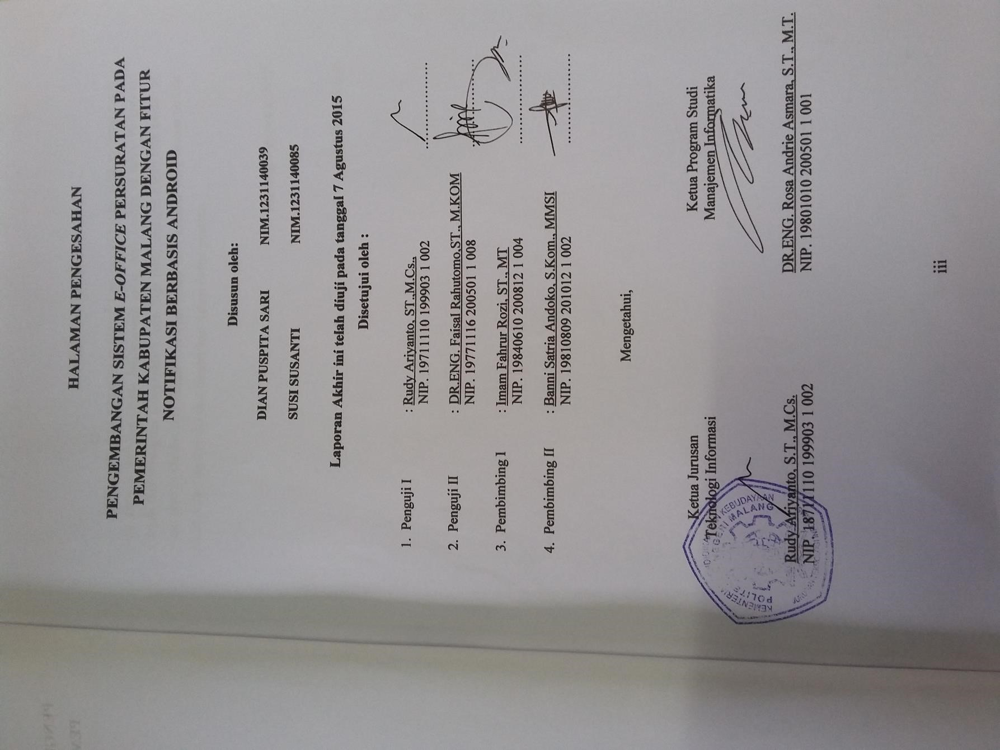 HALAMAN PENGESAHAN
PENGEMBANGAN SISTEM E-OFFICE PERSURATAN PADA
PEMERINTAH KABUPATEN MALANG DENGAN FITUR
NOTIFIKASI BERBASIS ANDROID
Disusun oleh:
DIAN PUSPITA SARI NIM.1231140039
SUSI SUSANTI NIM.1231140085
Laporan Akhir ini telah diuji pada tanggal 7 Agustus 2015
Disetujui oleh :
1. Penguji I : Rudy Ariyanto, ST.,M.Cs.,
NIP. 19711110 199903 1 002
2. Penguji II : DR.ENG. Faisal Rahutomo,ST., M.KOM
NIP. 19771116 200501 1 008
3. Pembimbing I : Imam Fahrur Rozi, ST., MT
NIP. 19840610 200812 1 004
4. Pembimbing II : Banni Satria Andoko, S.Kom., MMSI
NIP. 19810809 201012 1 002
Mengetahui,
Ketua Jurusan
Teknologi Informasi
Rudy Ariyanto, S.T., M.Cs.
NIP. 18711110 199903 1 002
Ketua Program Studi
Manajemen Informatika
DR.ENG. Rosa Andrie Asmara, S.T., M.T.
NIP. 19801010 200501 1 001
KEBUDAYAAN
MALANG
iii